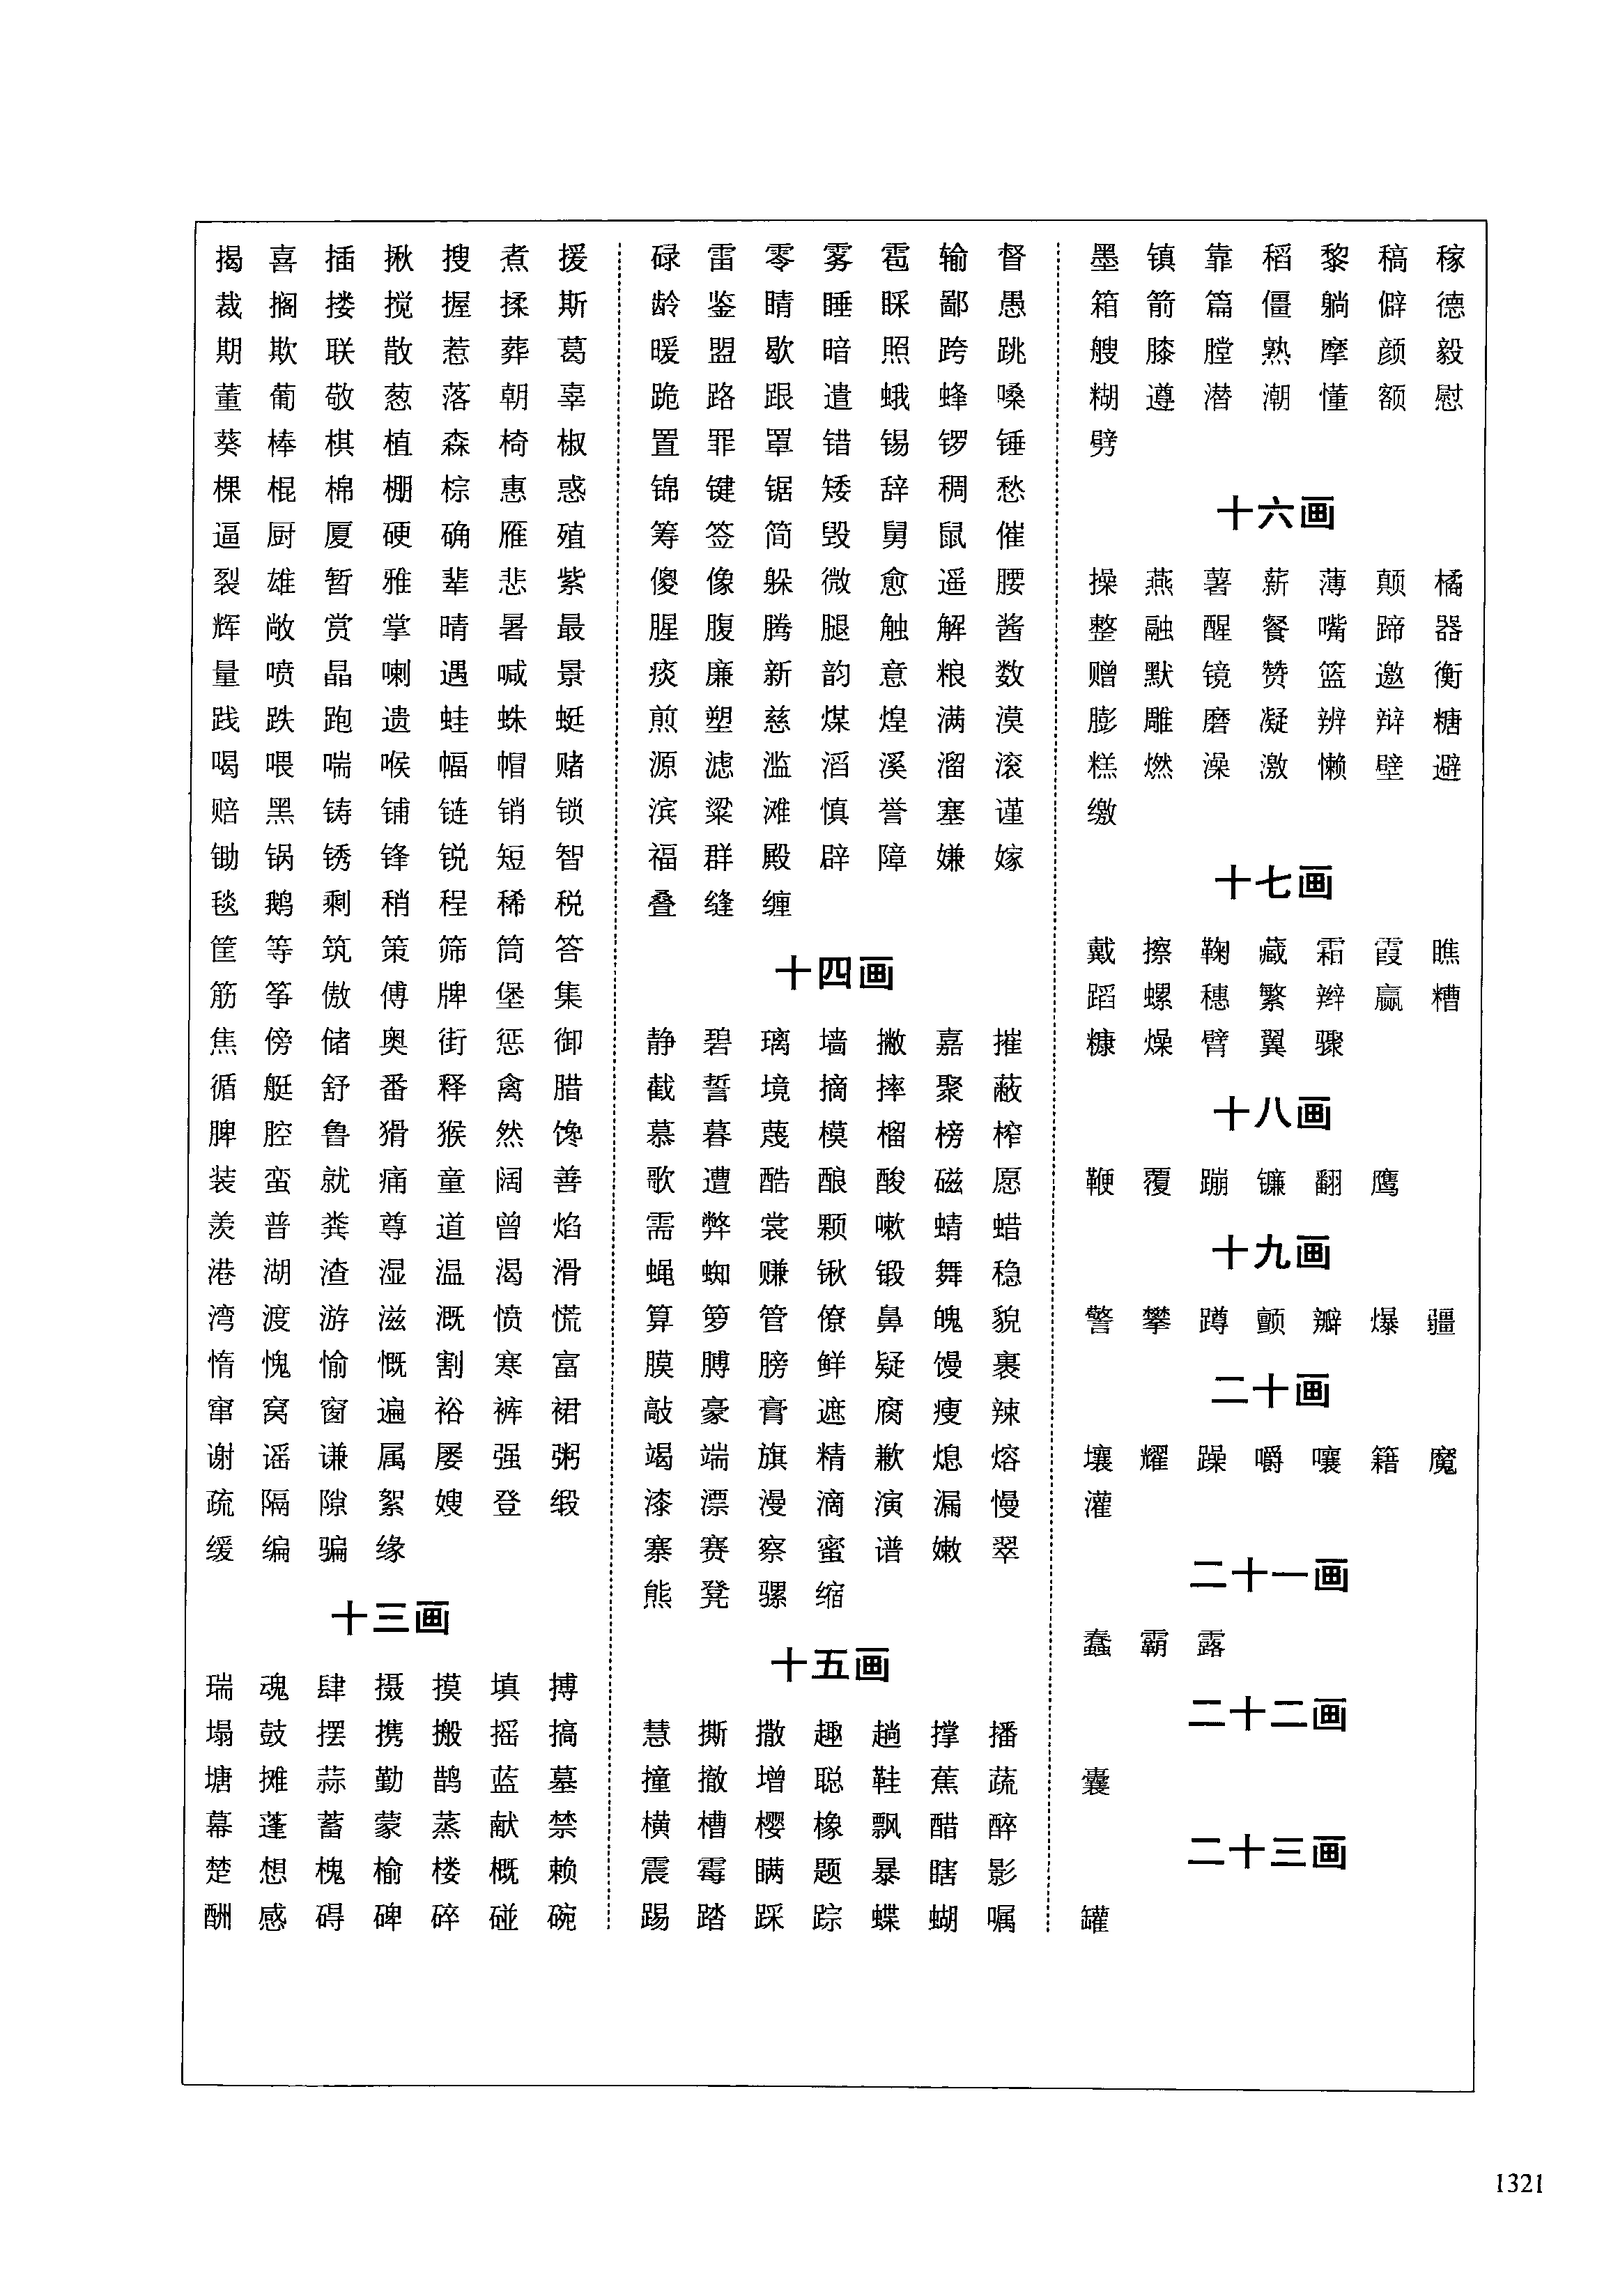 揭 喜 插 揪 搜 煮 援
裁 搁 搂 搅 握 揉 斯
期 欺 联 散 惹 葬 葛
董 葡 敬 葱 落 朝 辜
葵 棒 棋 植 森 椅 椒
棵 棍 棉 棚 棕 惠 惑
逼 厨 厦 硬 确 雁 殖
裂 雄 暂 雅 辈 悲 紫
辉 敞 赏 掌 晴 暑 最
量 喷 晶 喇 遇 喊 景
践 跌 跑 遗 蛙 蛛 蜓
喝 喂 喘 喉 幅 帽 赌
赔 黑 铸 铺 链 销 锁
锄 锅 锈 锋 锐 短 智
毯 鹅 剩 稍 程 稀 税
筐 等 筑 策 筛 筒 答
筋 筝 傲 傅 牌 堡 集
焦 傍 储 奥 街 惩 御
循 艇 舒 番 释 禽 腊
脾 腔 鲁 猾 猴 然 馋
装 蛮 就 痛 童 阔 善
羡 普 粪 尊 道 曾 焰
港 湖 渣 湿 温 渴 滑
湾 渡 游 滋 溉 愤 慌
惰 愧 愉 慨 割 寒 富
窜 窝 窗 遍 裕 裤 裙
谢 谣 谦 属 屡 强 粥
疏 隔 隙 絮 嫂 登 缎
缓 编 骗 缘
十三画
瑞 魂 肆 摄 摸 填 搏
塌 鼓 摆 携 搬 摇 搞
塘 摊 蒜 勤 鹊 蓝 墓
幕 蓬 蓄 蒙 蒸 献 禁
楚 想 槐 榆 楼 概 赖
酬 感 碍 碑 碎 碰 碗
碌 雷 零 雾 雹 输 督
龄 鉴 睛 睡 睬 鄙 愚
暖 盟 歇 暗 照 跨 跳
跪 路 跟 遣 蛾 蜂 嗓
置 罪 罩 错 锡 锣 锤
锦 键 锯 矮 辞 稠 愁
筹 签 简 毁 舅 鼠 催
傻 像 躲 微 愈 遥 腰
腥 腹 腾 腿 触 解 酱
痰 廉 新 韵 意 粮 数
煎 塑 慈 煤 煌 满 漠
源 滤 滥 滔 溪 溜 滚
滨 粱 滩 慎 誉 塞 谨
福 群 殿 辟 障 嫌 嫁
叠 缝 缠
十四画
静 碧 璃 墙 撇 嘉 摧
截 誓 境 摘 摔 聚 蔽
慕 暮 蔑 模 榴 榜 榨
歌 遭 酷 酿 酸 磁 愿
需 弊 裳 颗 嗽 蜻 蜡
蝇 蜘 赚 锹 锻 舞 稳
算 箩 管 僚 鼻 魄 貌
膜 膊 膀 鲜 疑 馒 裹
敲 豪 膏 遮 腐 瘦 辣
竭 端 旗 精 歉 熄 熔
漆 漂 漫 滴 演 漏 慢
寨 赛 察 蜜 谱 嫩 翠
熊 凳 骡 缩
十五画
慧 撕 撒 趣 趟 撑 播
撞 撤 增 聪 鞋 蕉 蔬
横 槽 樱 橡 飘 醋 醉
震 霉 瞒 题 暴 瞎 影
踢 踏 踩 踪 蝶 蝴 嘱
墨 镇 靠 稻 黎 稿 稼
箱 箭 篇 僵 躺 僻 德
艘 膝 膛 熟 摩 颜 毅
糊 遵 潜 潮 懂 额 慰
劈
十六画
操 燕 薯 薪 薄 颠 橘
整 融 醒 餐 嘴 蹄 器
赠 默 镜 赞 篮 邀 衡
膨 雕 磨 凝 辨 辩 糖
糕 燃 澡 激 懒 壁 避
缴
十七画
戴 擦 鞠 藏 霜 霞 瞧
蹈 螺 穗 繁 辫 赢 糟
糠 燥 臂 翼 骤
十八画
鞭 覆 蹦 镰 翻 鹰
十九画
警 攀 蹲 颤 瓣 爆 疆
二十画
壤 耀 躁 嚼 嚷 籍 魔
灌
二十一画
蠢 霸 露
二十二画
囊
二十三画
罐
1321